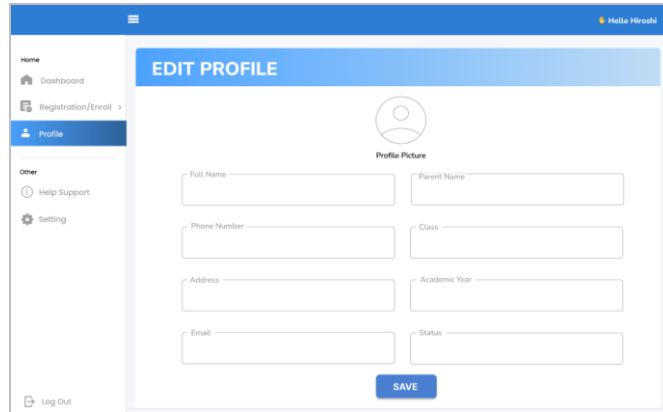 Hello Hiroshi
Home
Dashboard
Registration/Enroll >
Profile
Other
Help Support
Setting
Log Out
EDIT PROFILE
Profile Picture
Full Name
Parent Name
Phone Number
Class
Address
Academic Year
Email
Status
SAVE